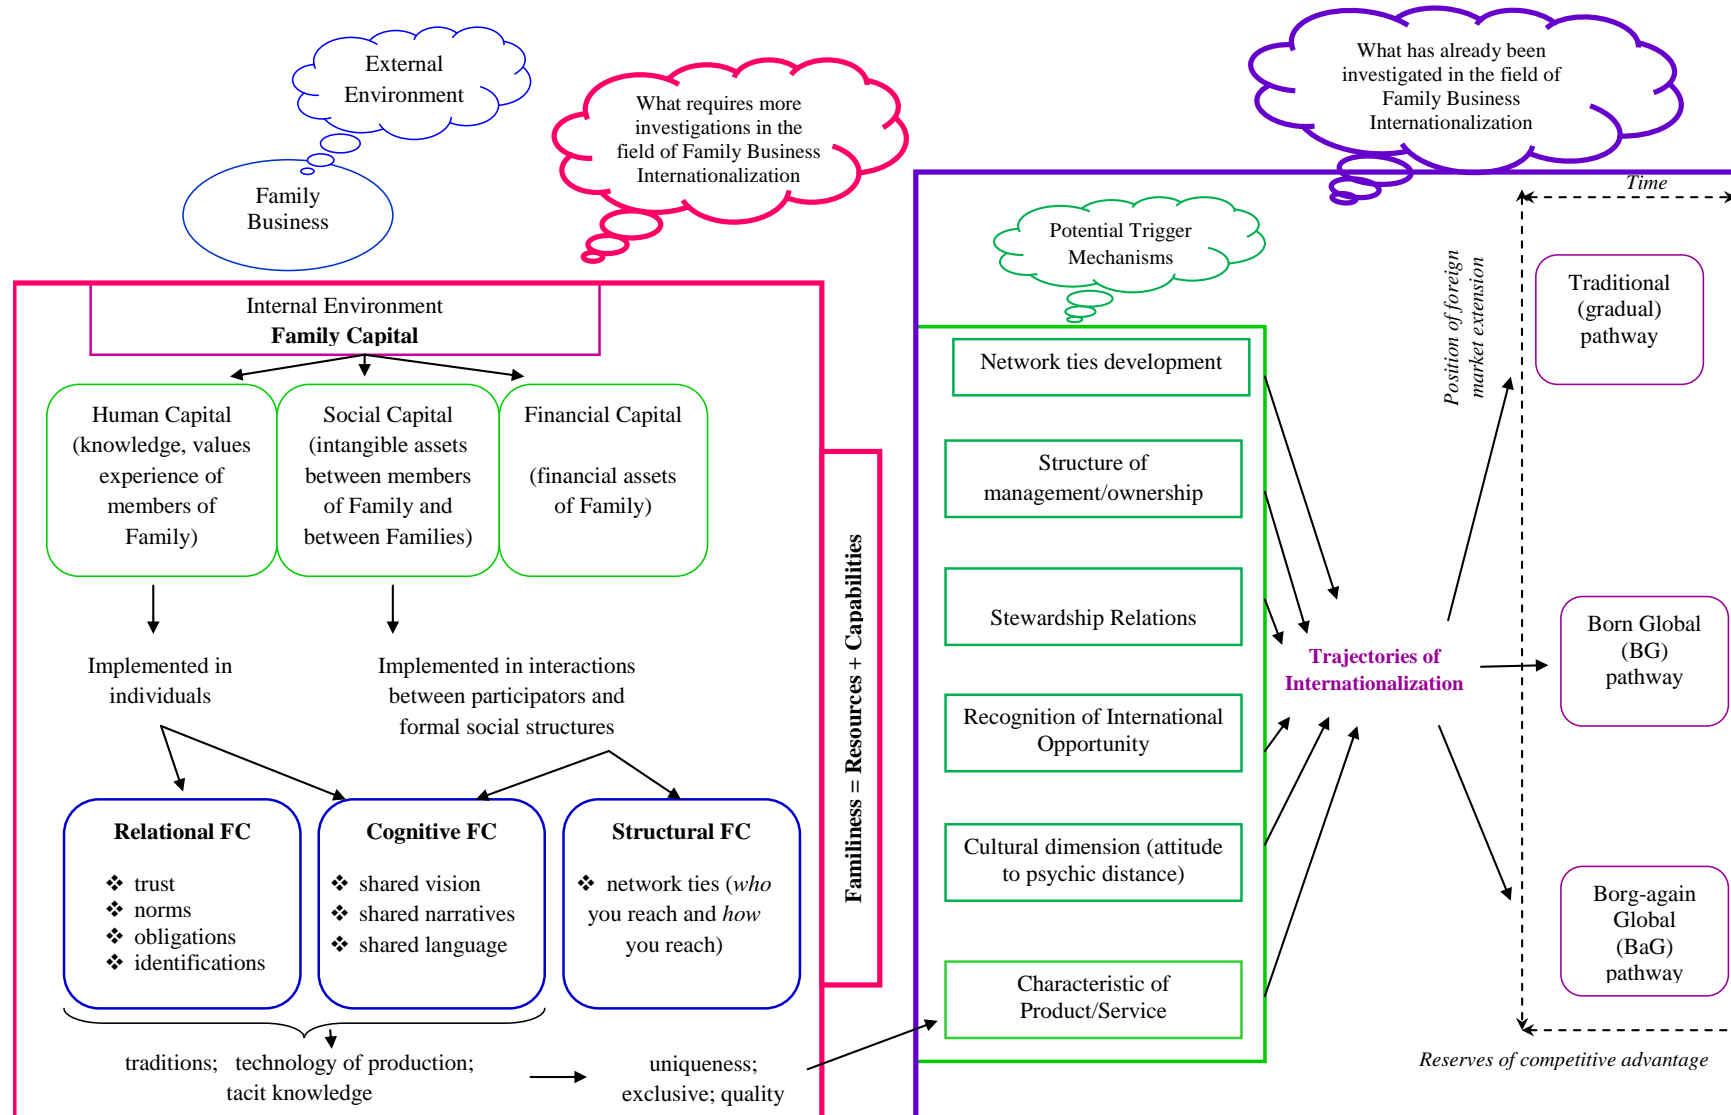 External
Environment
Family
Business
What requires more
investigations in the
field of Family Business
Internationalization
What has already been
investigated in the field of
Family Business
Internationalization
Internal Environment
Family Capital
Human Capital
(knowledge, values
experience of
members of
Family)
Social Capital
(intangible assets
between members
of Family and
between Families)
Financial Capital
(financial assets
of Family)
Implemented in
individuals
Implemented in interactions
between participators and
formal social structures
Relational FC
❖ trust
❖ norms
❖ obligations
❖ identifications
Cognitive FC
❖ shared vision
❖ shared narratives
❖ shared language
Structural FC
❖ network ties (who
you reach and how
you reach)
traditions; technology of production;
tacit knowledge
uniqueness;
exclusive; quality
Familiness = Resources + Capabilities
Potential Trigger
Mechanisms
Network ties development
Structure of
management/ownership
Stewardship Relations
Recognition of International
Opportunity
Cultural dimension (attitude
to psychic distance)
Characteristic of
Product/Service
Trajectories of
Internationalization
Time
Position of foreign
market extension
Traditional
(gradual)
pathway
Born Global
(BG)
pathway
Borg-again
Global
(BaG)
pathway
Reserves of competitive advantage